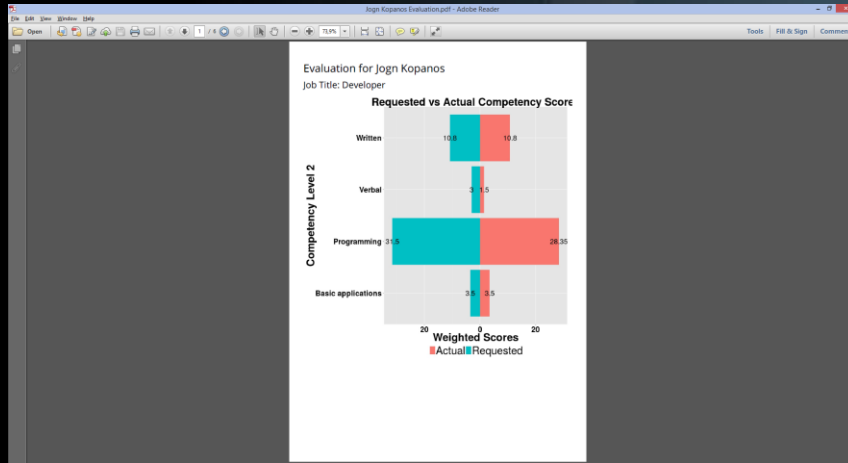 Jogn Kopanos Evaluation.pdf - Adobe Reader
File Edit View Window Help
Open 1 / 6 73,9% Tools Fill & Sign Comment
Evaluation for Jogn Kopanos
Job Title: Developer
Requested vs Actual Competency Score
Written 10.8 10.8
Verbal 3 1.5
Programming 31.5 28.35
Basic applications 3.5 3.5
Competency Level 2
20 0 20
Weighted Scores
Actual Requested